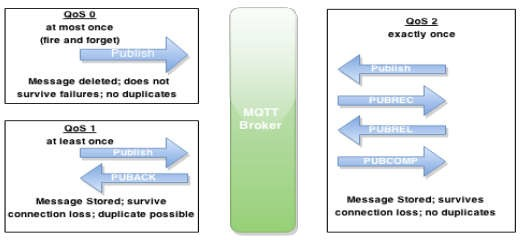 QoS 0
at most once
(fire and forget)
Publish
Message deleted; does not
survive failures; no duplicates
QoS 1
at least once
Publish
PUBACK
Message Stored; survive
connection loss; duplicate possible
MQTT
Broker
QoS 2
exactly once
Publish
PUBREC
PUBREL
PUBCOMP
Message Stored; survives
connection loss; no duplicates